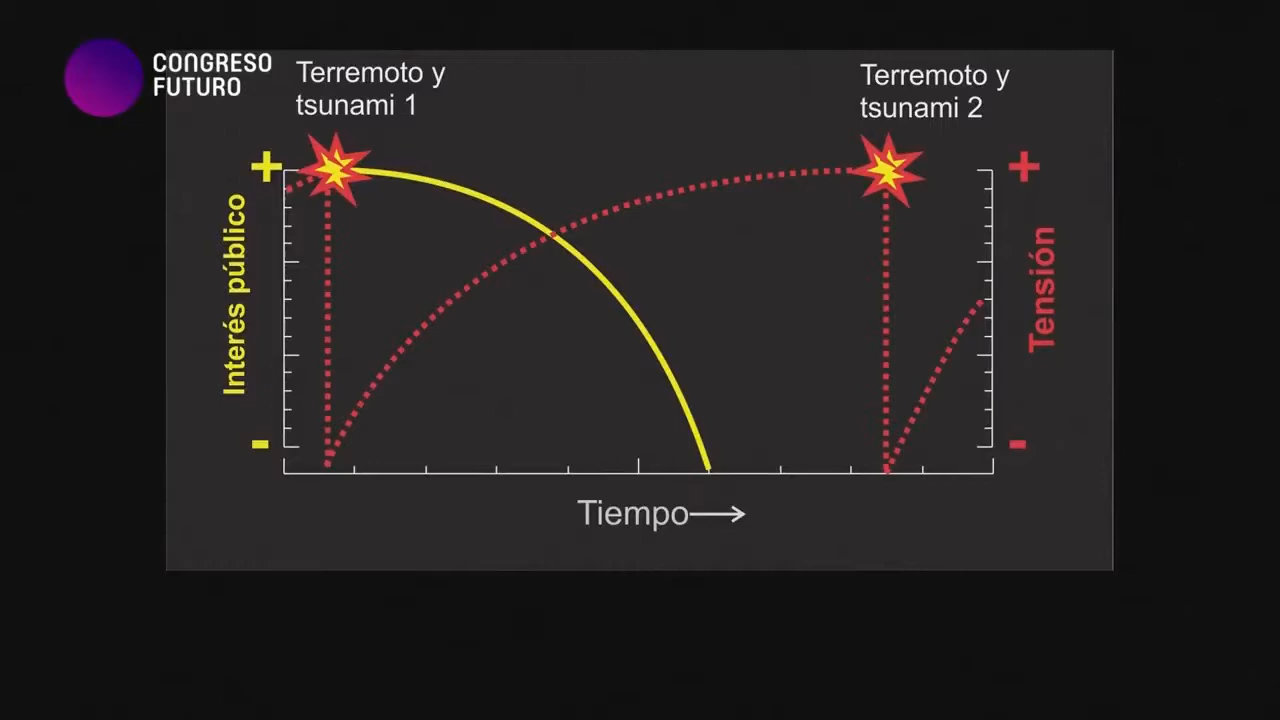 CONGRESO
FUTURO
Terremoto y
tsunami 1
Terremoto y
tsunami 2
+
+
Interés público
Tensión
-
-
Tiempo→